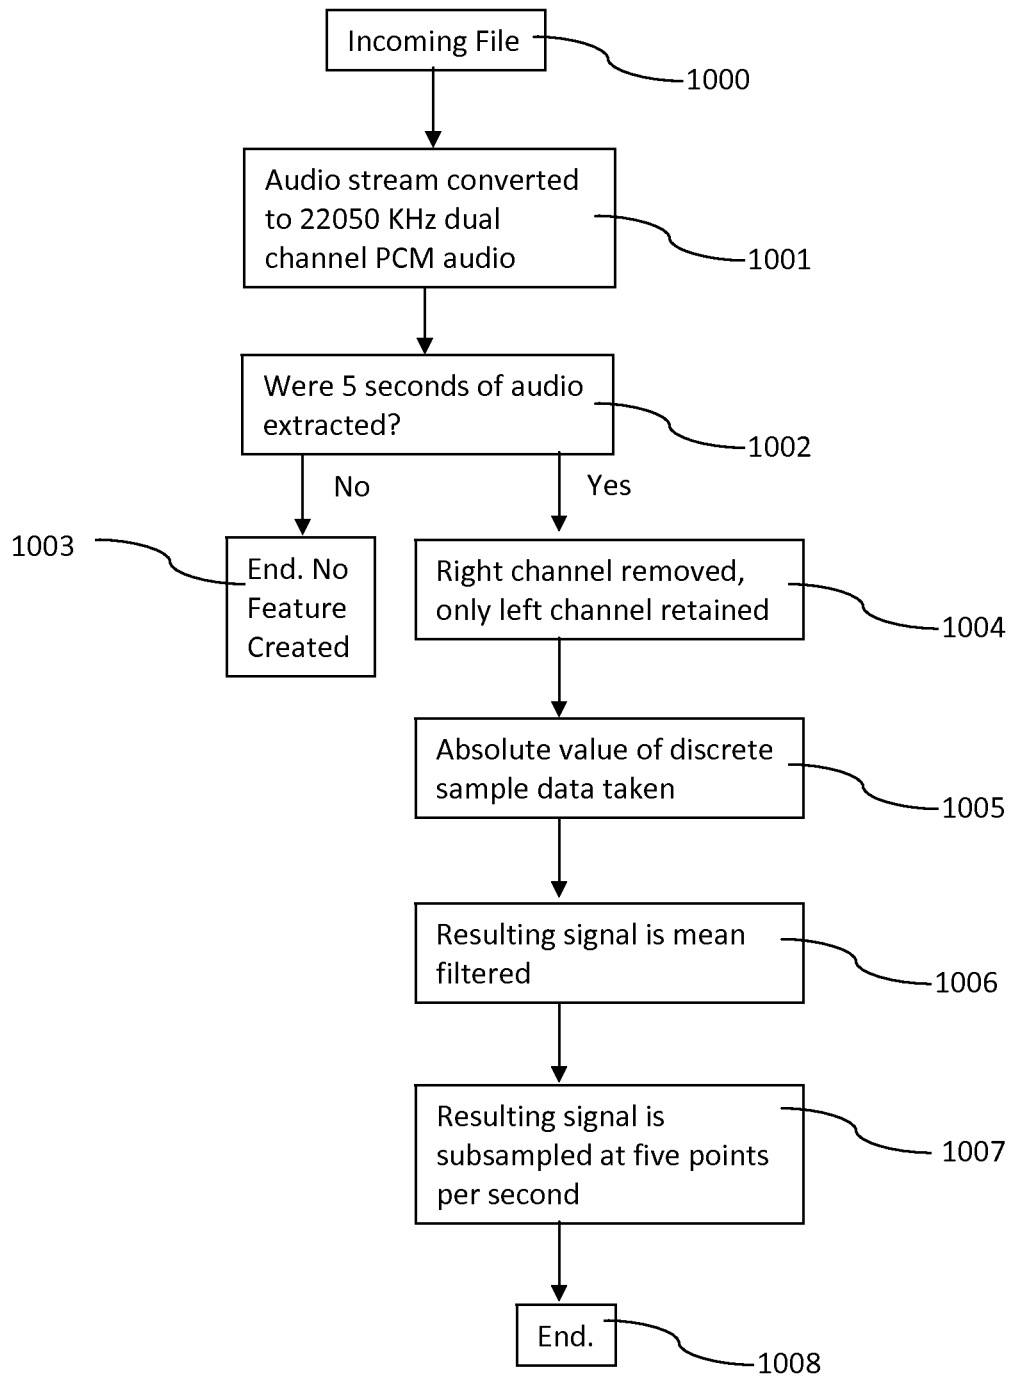 Incoming File
1000
Audio stream converted
to 22050 KHz dual
channel PCM audio
1001
Were 5 seconds of audio
extracted?
1002
No
Yes
1003
End. No
Feature
Created
Right channel removed,
only left channel retained
1004
Absolute value of discrete
sample data taken
1005
Resulting signal is mean
filtered
1006
Resulting signal is
subsampled at five points
per second
1007
End.
1008